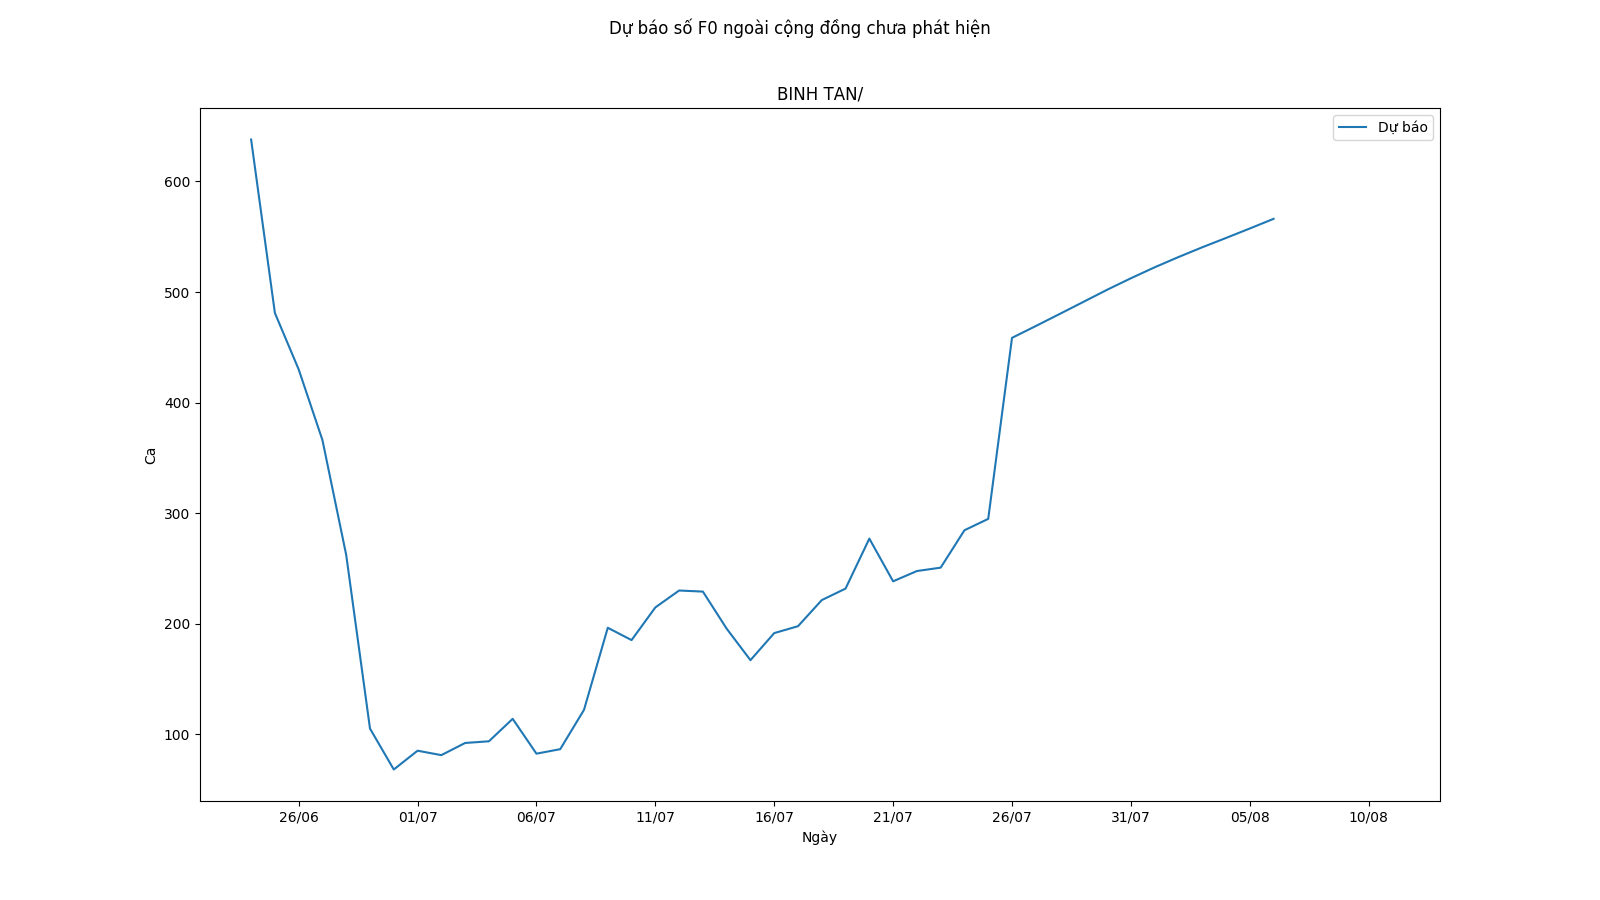 Dự báo số F0 ngoài cộng đồng chưa phát hiện
BINH TAN/
Dự báo
600
500
400
300
200
100
Ca
26/06 01/07 06/07 11/07 16/07 21/07 26/07 31/07 05/08 10/08
Ngày